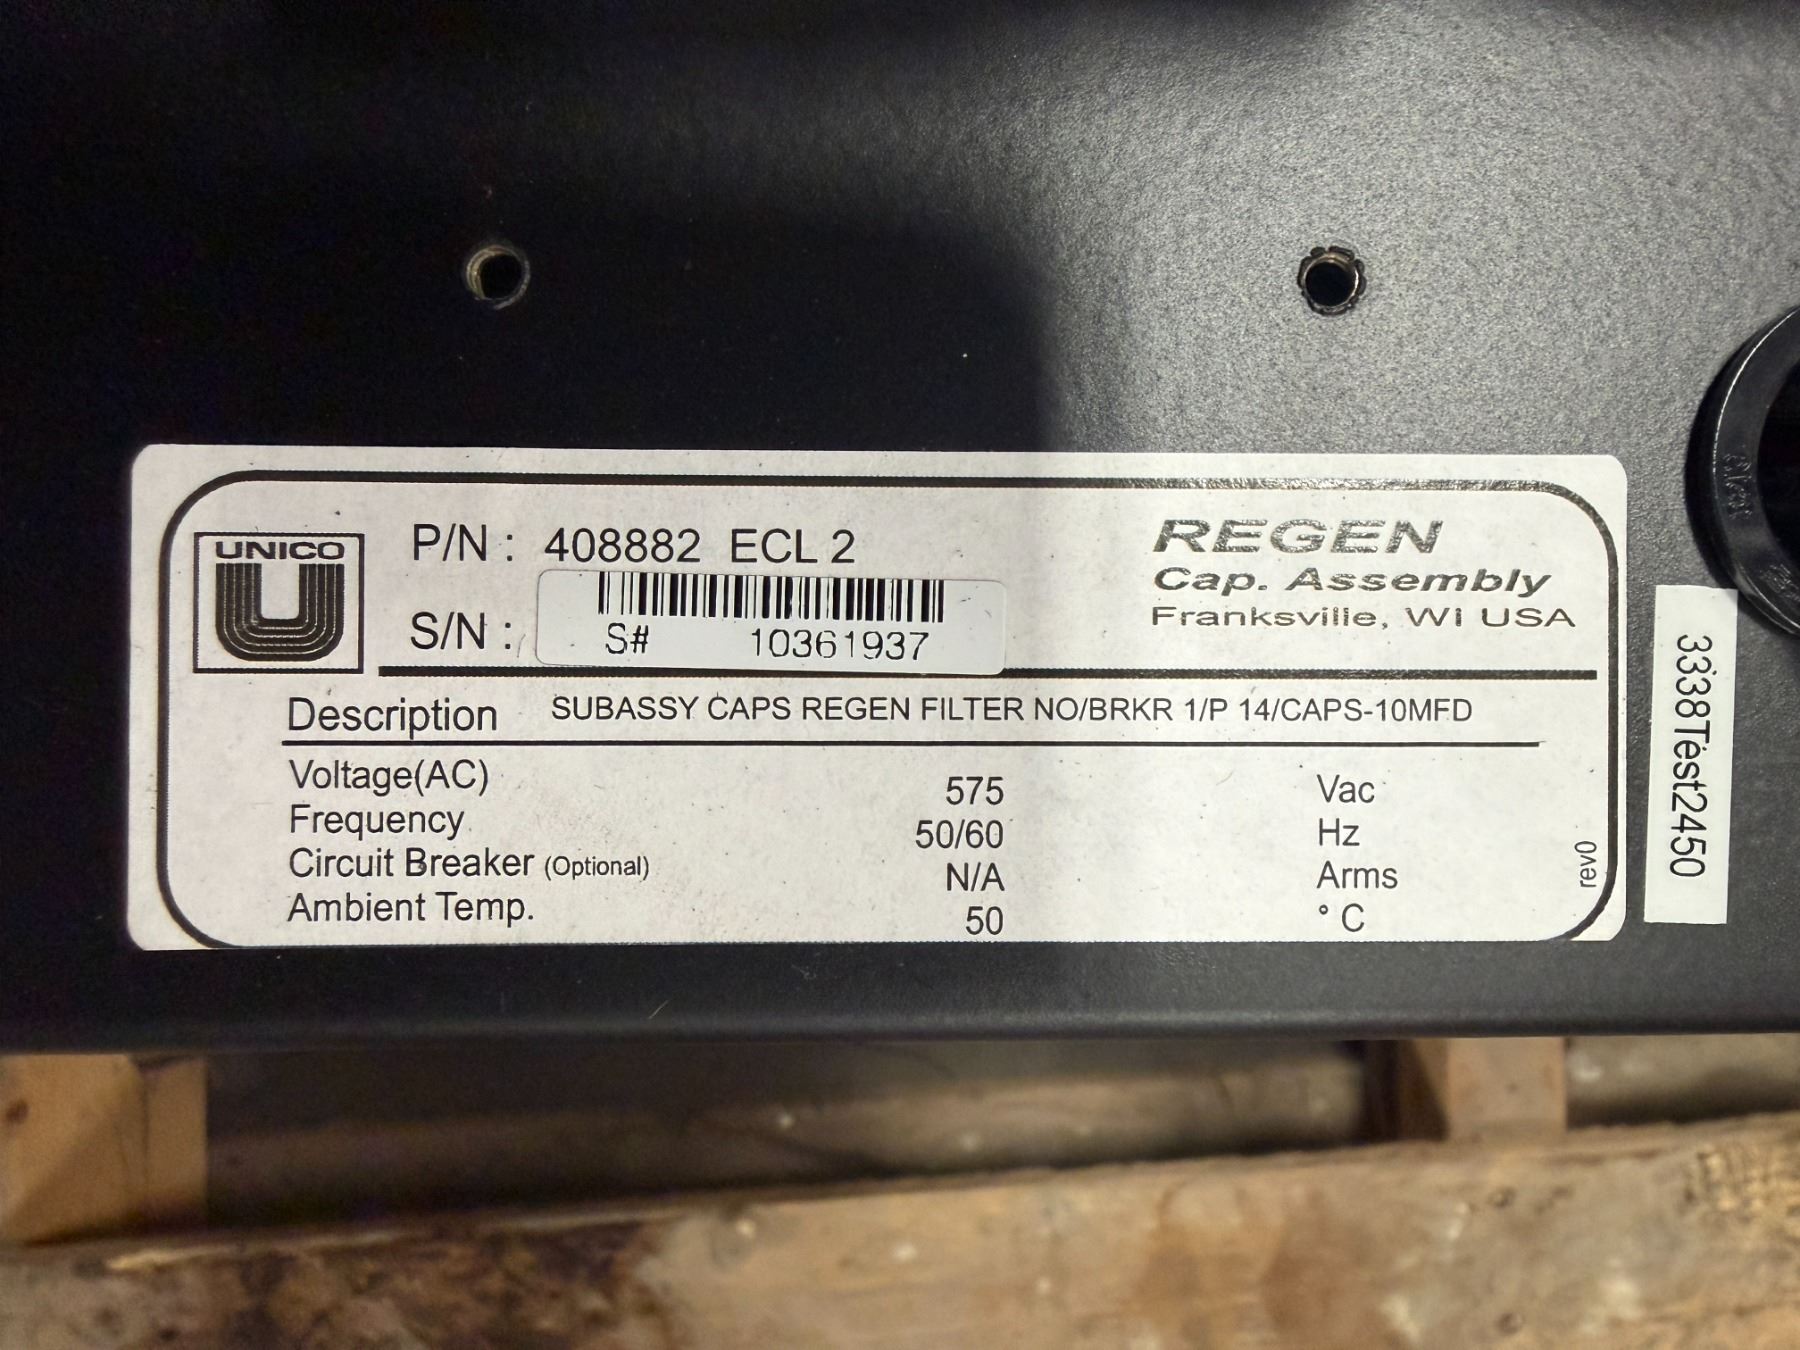 UNICO
P/N : 408882 ECL 2
S/N :
S# 10361937
REGEN
Cap. Assembly
Franksville, WI USA
Description SUBASSY CAPS REGEN FILTER NO/BRKR 1/P 14/CAPS-10MFD
Voltage(AC) 575 Vac
Frequency 50/60 Hz
Circuit Breaker (Optional) N/A Arms
Ambient Temp. 50 ° C
rev0
3338Test2450